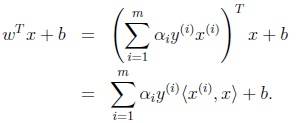 $w^T x + b = \left( \sum_{i=1}^{m} \alpha_i y^{(i)} x^{(i)} \right)^T x + b$
$= \sum_{i=1}^{m} \alpha_i y^{(i)} \langle x^{(i)}, x \rangle + b.$